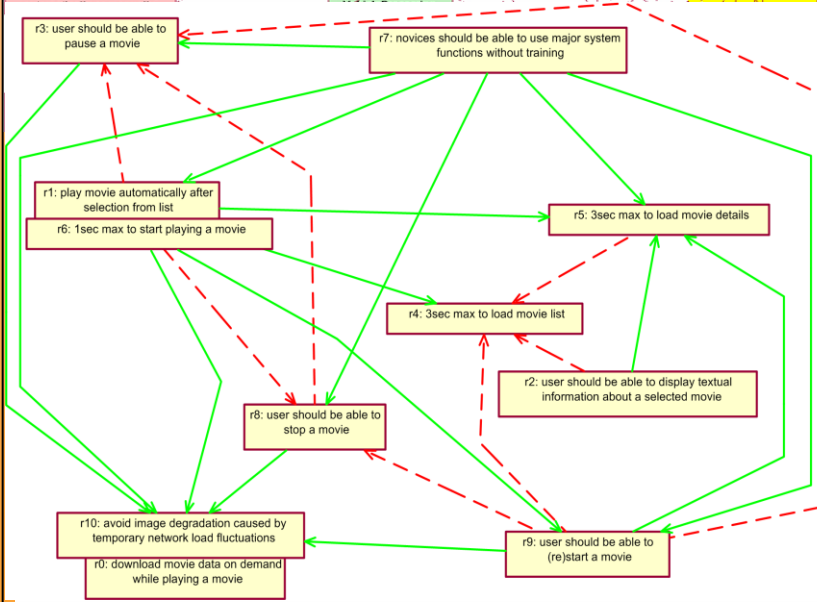 r3: user should be able to
pause a movie
r7: novices should be able to use major system
functions without training
r1: play movie automatically after
selection from list
r6: 1sec max to start playing a movie
r5: 3sec max to load movie details
r4: 3sec max to load movie list
r2: user should be able to display textual
information about a selected movie
r8: user should be able to
stop a movie
r10: avoid image degradation caused by
temporary network load fluctuations
r9: user should be able to
(re)start a movie
r0: download movie data on demand
while playing a movie